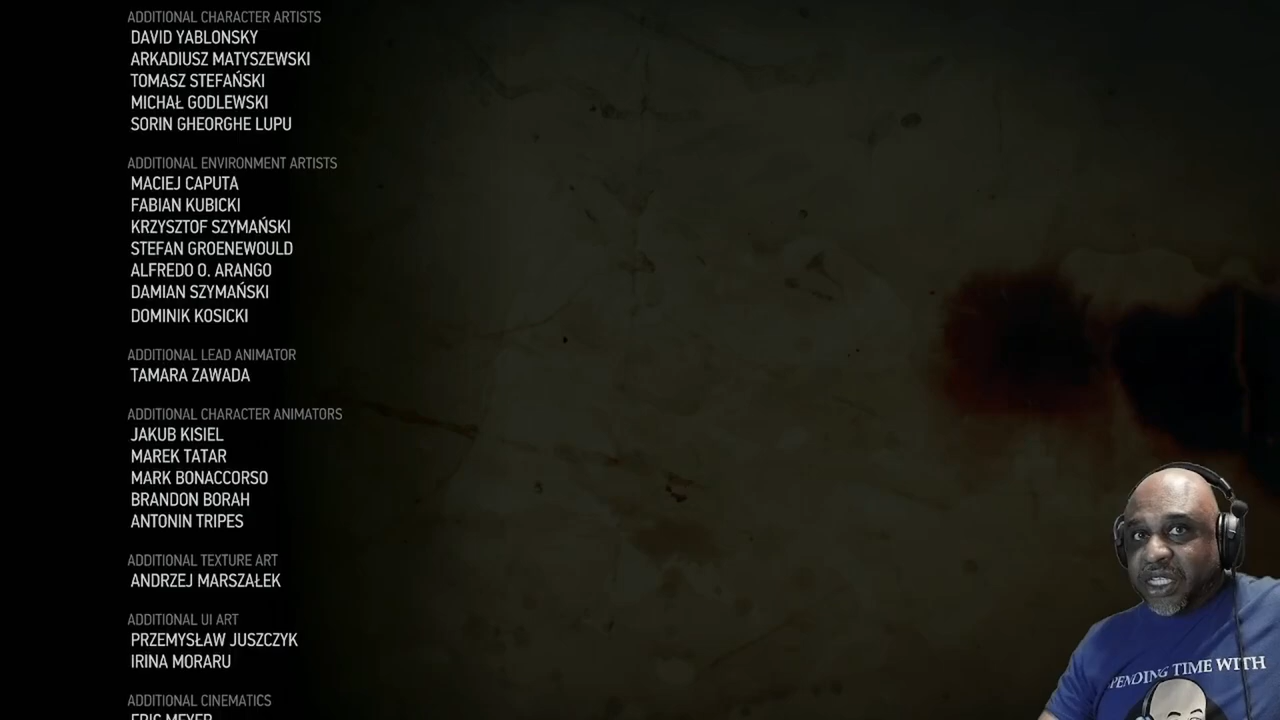 ADDITIONAL CHARACTER ARTISTS
DAVID YABLONSKY
ARKADIUSZ MATYSZEWSKI
TOMASZ STEFAŃSKI
MICHAŁ GODLEWSKI
SORIN GHEORGHE LUPU
ADDITIONAL ENVIRONMENT ARTISTS
MACIEJ CAPUTA
FABIAN KUBICKI
KRZYSZTOF SZYMAŃSKI
STEFAN GROENEWOULD
ALFREDO O. ARANGO
DAMIAN SZYMAŃSKI
DOMINIK KOSICKI
ADDITIONAL LEAD ANIMATOR
TAMARA ZAWADA
ADDITIONAL CHARACTER ANIMATORS
JAKUB KISIEL
MAREK TATAR
MARK BONACCORSO
BRANDON BORAH
ANTONIN TRIPES
ADDITIONAL TEXTURE ART
ANDRZEJ MARSZAŁEK
ADDITIONAL UI ART
PRZEMYSŁAW JUSZCZYK
IRINA MORARU
ADDITIONAL CINEMATICS
ERIC MEYER
SPENDING TIME WITH